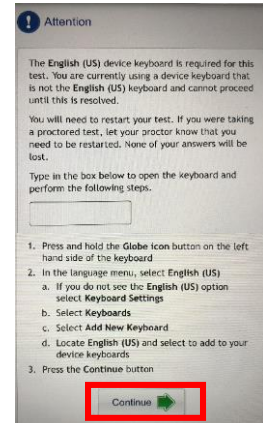 Attention
The English (US) device keyboard is required for this
test. You are currently using a device keyboard that
is not the English (US) keyboard and cannot proceed
until this is resolved.
You will need to restart your test. If you were taking
a proctored test, let your proctor know that you
need to be restarted. None of your answers will be
lost.
Type in the box below to open the keyboard and
perform the following steps.
1. Press and hold the Globe icon button on the left
hand side of the keyboard
2. In the language menu, select English (US)
a. If you do not see the English (US) option
select Keyboard Settings
b. Select Keyboards
c. Select Add New Keyboard
d. Locate English (US) and select to add to your
device keyboards
3. Press the Continue button
Continue